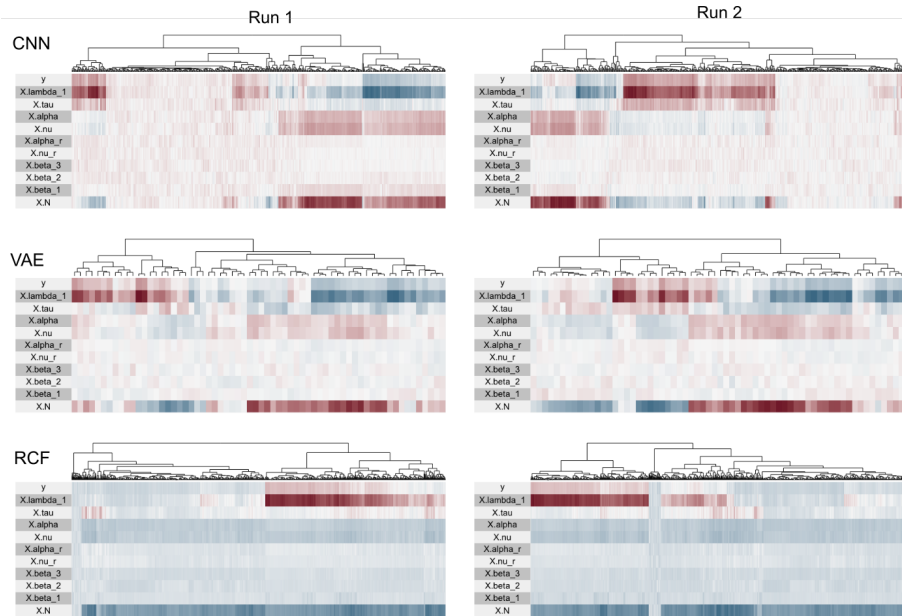 Run 1
Run 2
CNN
y
X.lambda_1
X.tau
X.alpha
X.nu
X.alpha_r
X.nu_r
X.beta_3
X.beta_2
X.beta_1
X.N
y
X.lambda_1
X.tau
X.alpha
X.nu
X.alpha_r
X.nu_r
X.beta_3
X.beta_2
X.beta_1
X.N
VAE
y
X.lambda_1
X.tau
X.alpha
X.nu
X.alpha_r
X.nu_r
X.beta_3
X.beta_2
X.beta_1
X.N
y
X.lambda_1
X.tau
X.alpha
X.nu
X.alpha_r
X.nu_r
X.beta_3
X.beta_2
X.beta_1
X.N
RCF
y
X.lambda_1
X.tau
X.alpha
X.nu
X.alpha_r
X.nu_r
X.beta_3
X.beta_2
X.beta_1
X.N
y
X.lambda_1
X.tau
X.alpha
X.nu
X.alpha_r
X.nu_r
X.beta_3
X.beta_2
X.beta_1
X.N